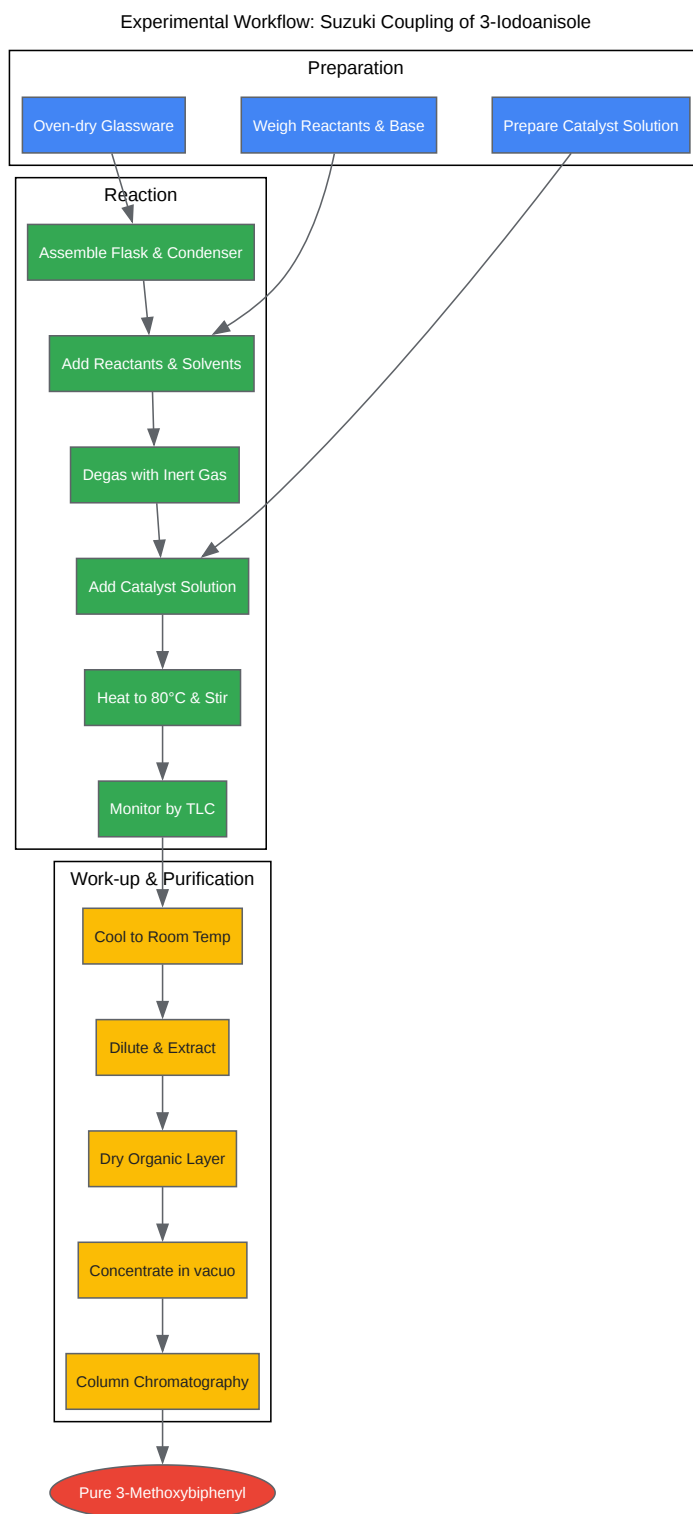 Experimental Workflow: Suzuki Coupling of 3-Iodoanisole
Preparation
Oven-dry Glassware
Weigh Reactants & Base
Prepare Catalyst Solution
Reaction
Assemble Flask & Condenser
Add Reactants & Solvents
Degas with Inert Gas
Add Catalyst Solution
Heat to 80°C & Stir
Monitor by TLC
Work-up & Purification
Cool to Room Temp
Dilute & Extract
Dry Organic Layer
Concentrate in vacuo
Column Chromatography
Pure 3-Methoxybiphenyl